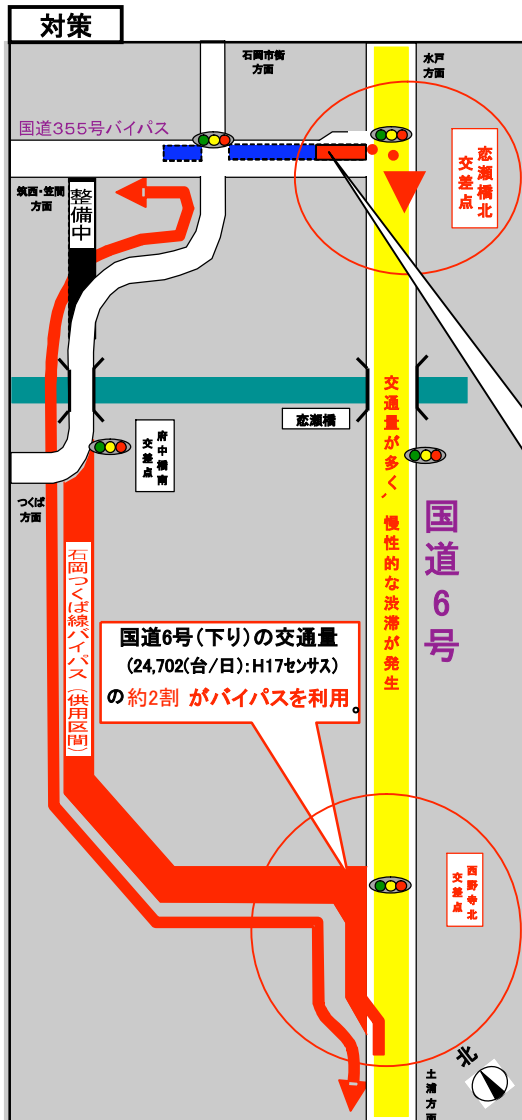 対策
石岡市街
方面
水戸
方面
国道355号バイパス
恋瀬橋北
交差点
筑西・笠間
方面
整備中
恋瀬橋
府中橋南
交差点
つくば
方面
交通量が多く、慢性的な渋滞が発生
国道6号
石岡つくば線バイパス（供用区間）
国道6号(下り)の交通量
(24,702(台/日):H17センサス)
の約2割 がバイパスを利用。
西野寺北
交差点
北
土浦方面